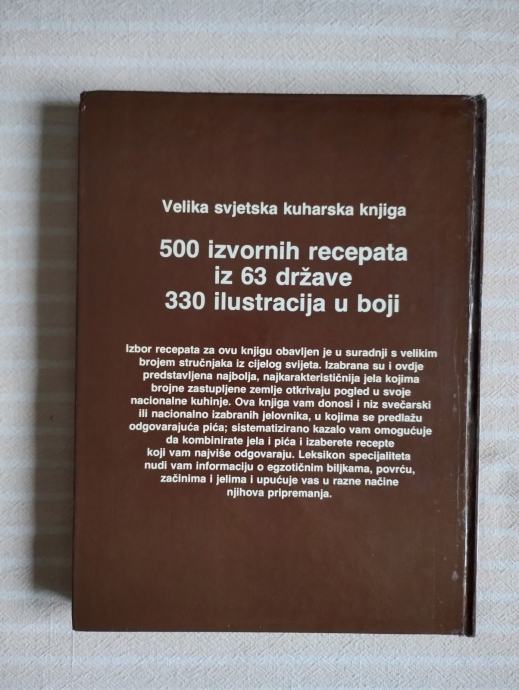 Velika svjetska kuharska knjiga
500 izvornih recepata
iz 63 države
330 ilustracija u boji
Izbor recepata za ovu knjigu obavljen je u suradnji s velikim
brojem stručnjaka iz cijelog svijeta. Izabrana su i ovdje
predstavljena najbolja, najkarakterističnija jela kojima
brojne zastupljene zemlje otkrivaju pogled u svoje
nacionalne kuhinje. Ova knjiga vam donosi i niz svečarski
ili nacionalno izabranih jelovnika, u kojima se predlažu
odgovarajuća pića; sistematizirano kazalo vam omogućuje
da kombinirate jela i pića i izaberete recepte
koji vam najviše odgovaraju. Leksikon specijaliteta
nudi vam informaciju o egzotičnim biljkama, povrću,
začinima i jelima i upućuje vas u razne načine
njihova pripremanja.